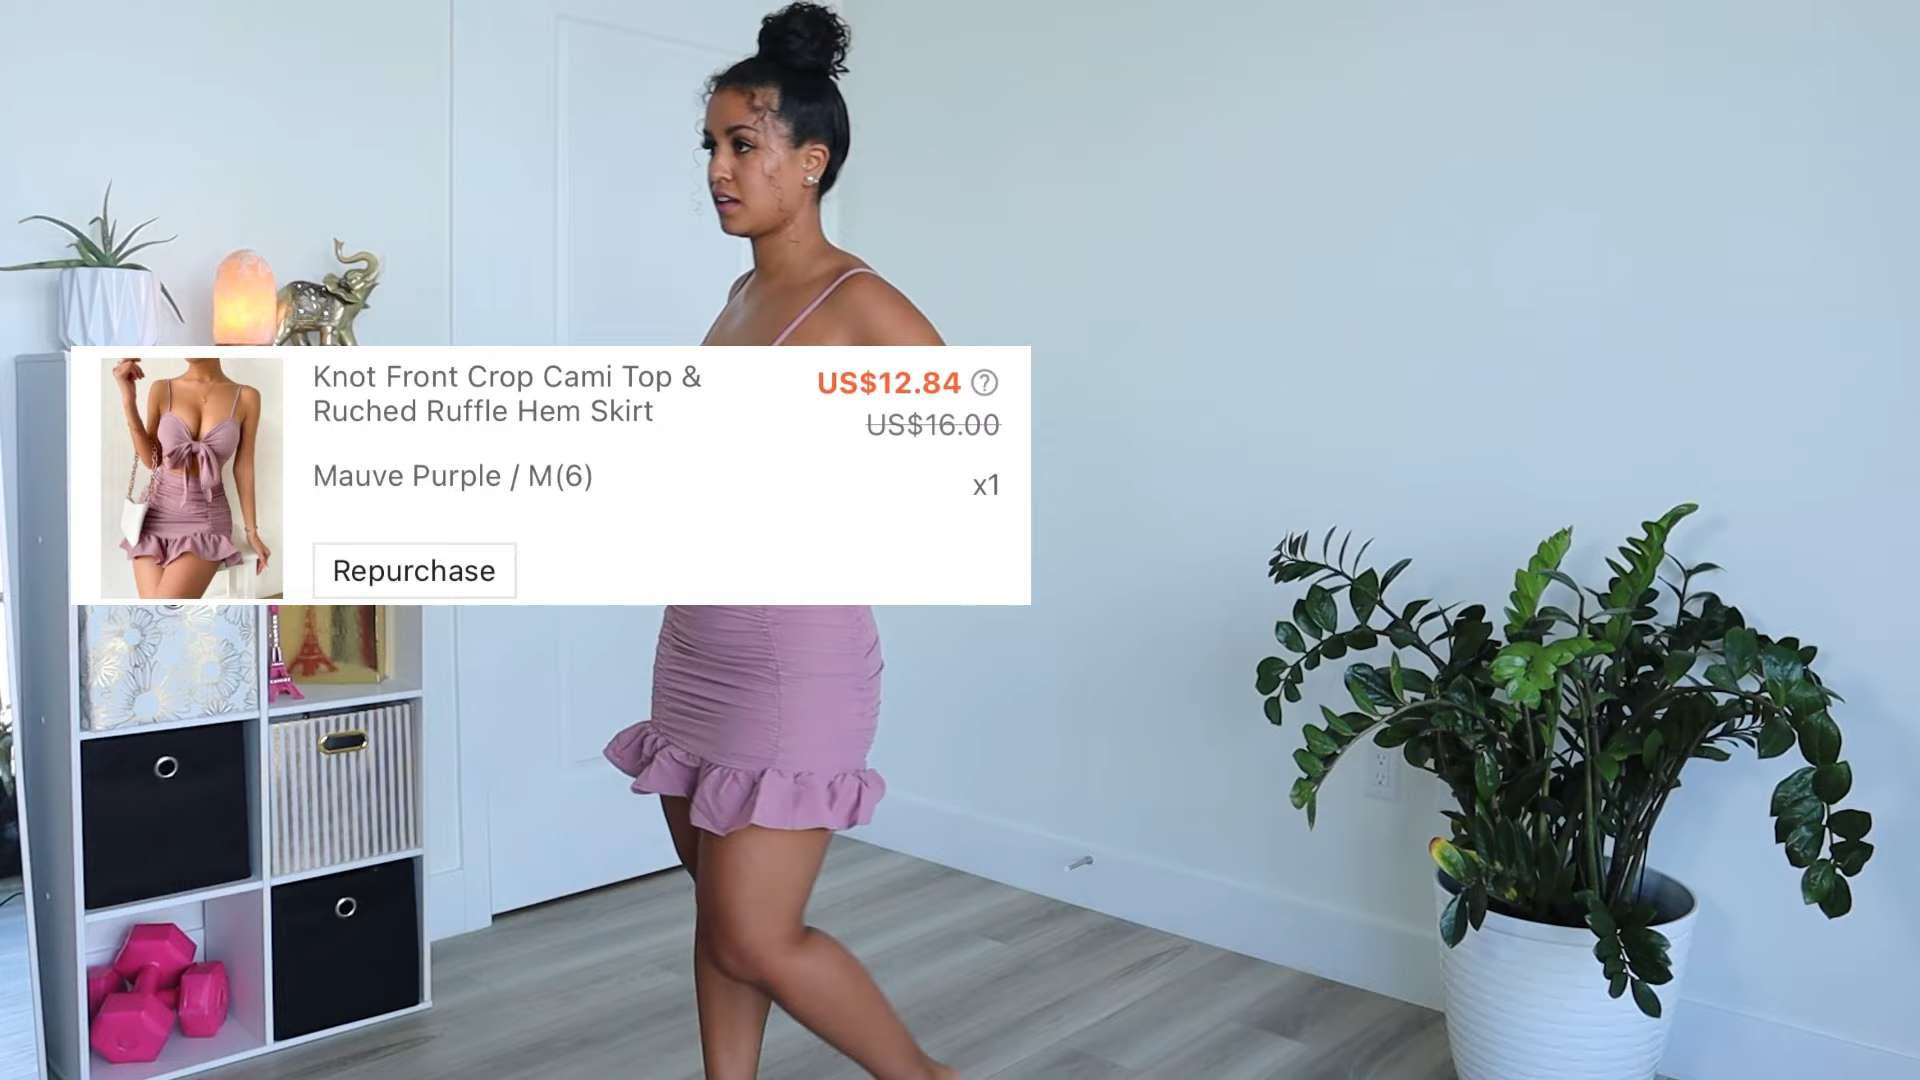 Knot Front Crop Cami Top &
Ruched Ruffle Hem Skirt
US$12.84 ?
US$16.00
Mauve Purple / M(6)
x1
Repurchase